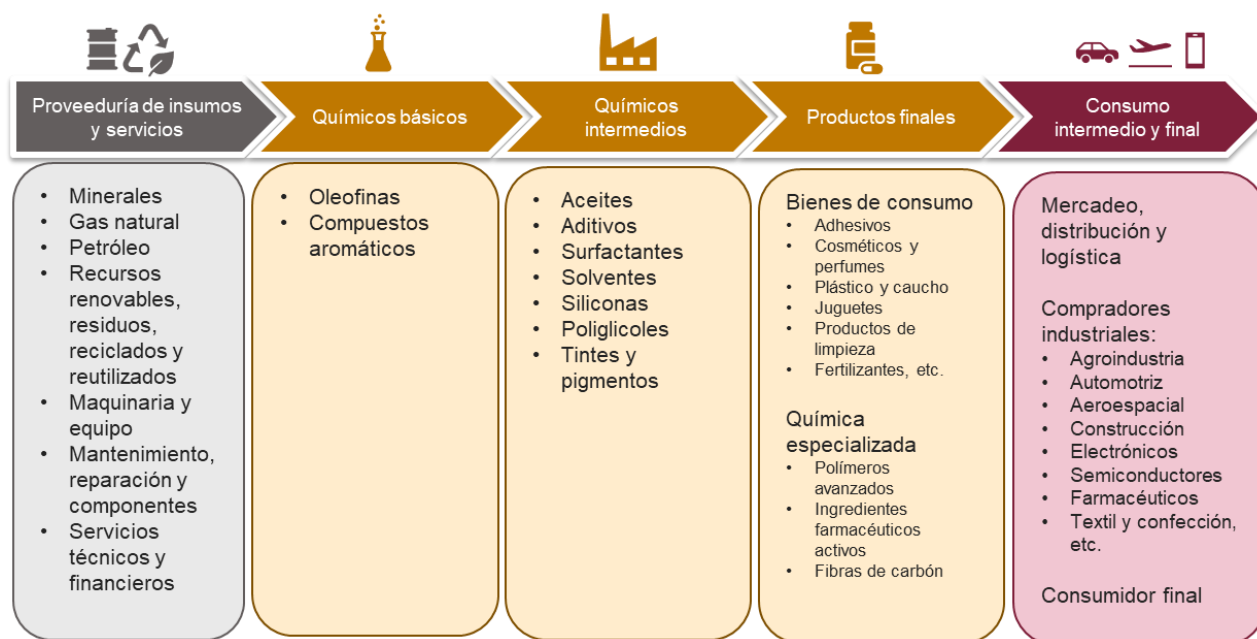 Proveeduría de insumos
y servicios
Químicos básicos
Químicos
intermedios
Productos finales
Consumo
intermedio y final
• Minerales
• Gas natural
• Petróleo
• Recursos
renovables,
residuos,
reciclados y
reutilizados
• Maquinaria y
equipo
• Mantenimiento,
reparación y
componentes
• Servicios
técnicos y
financieros
• Oleofinas
• Compuestos
aromáticos
• Aceites
• Aditivos
• Surfactantes
• Solventes
• Siliconas
• Poliglicoles
• Tintes y
pigmentos
Bienes de consumo
• Adhesivos
• Cosméticos y
perfumes
• Plástico y caucho
• Juguetes
• Productos de
limpieza
• Fertilizantes, etc.
Química
especializada
• Polímeros
avanzados
• Ingredientes
farmacéuticos
activos
• Fibras de carbón
Mercadeo,
distribución y
logística
Compradores
industriales:
• Agroindustria
• Automotriz
• Aeroespacial
• Construcción
• Electrónicos
• Semiconductores
• Farmacéuticos
• Textil y confección,
etc.
Consumidor final